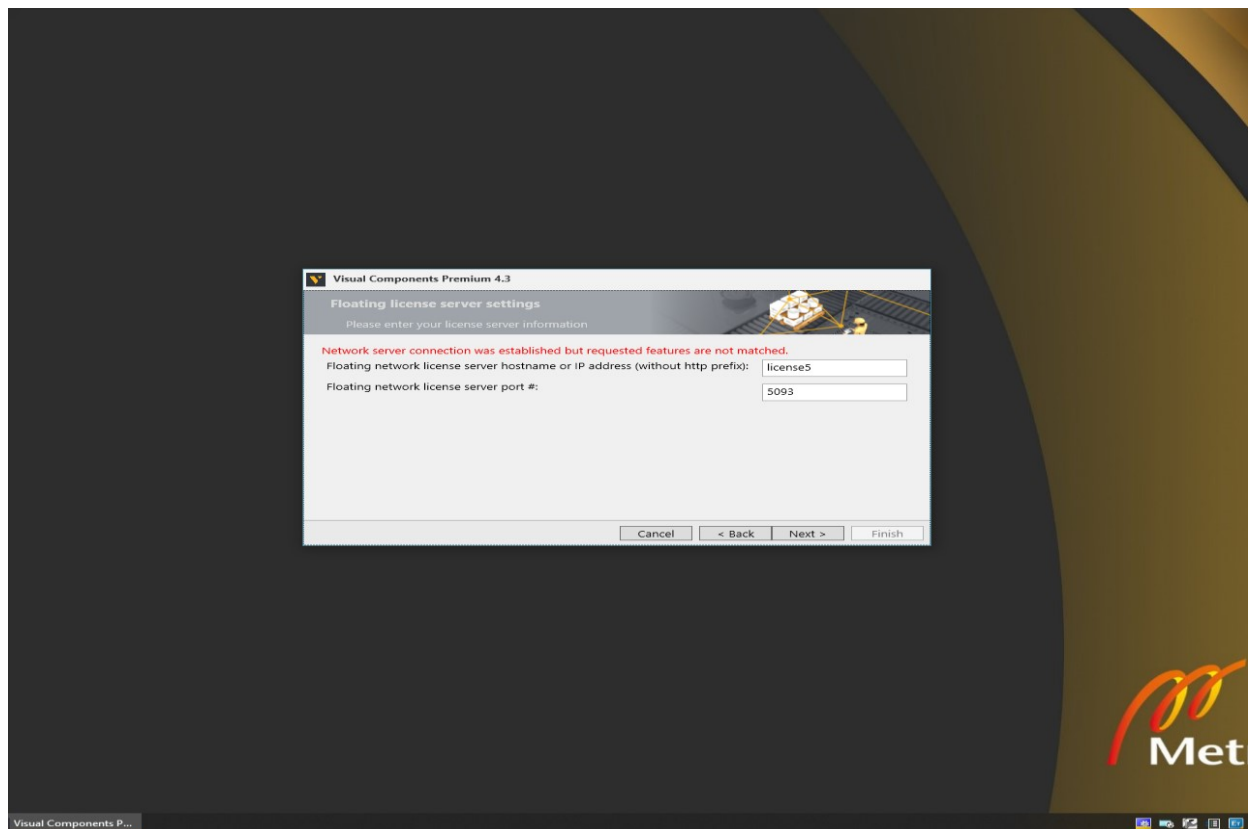 Visual Components Premium 4.3
Floating license server settings
Please enter your license server information
Network server connection was established but requested features are not matched.
Floating network license server hostname or IP address (without http prefix): license5
Floating network license server port #: 5093
Cancel < Back Next > Finish
Met
Visual Components P...